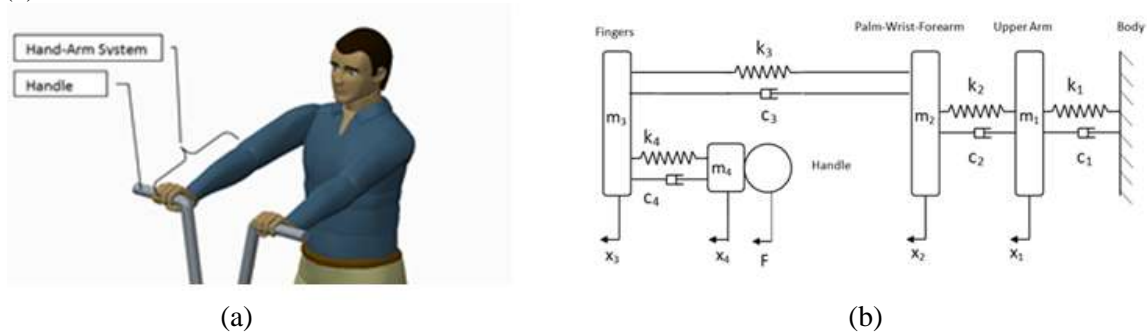 Hand-Arm System
Handle
(a)
Fingers
Palm-Wrist-Forearm
Upper Arm
Body
k₃
c₃
m₃
m₂
k₂
c₂
m₁
k₁
c₁
k₄
c₄
m₄
Handle
x₃
x₄
F
x₂
x₁
(b)